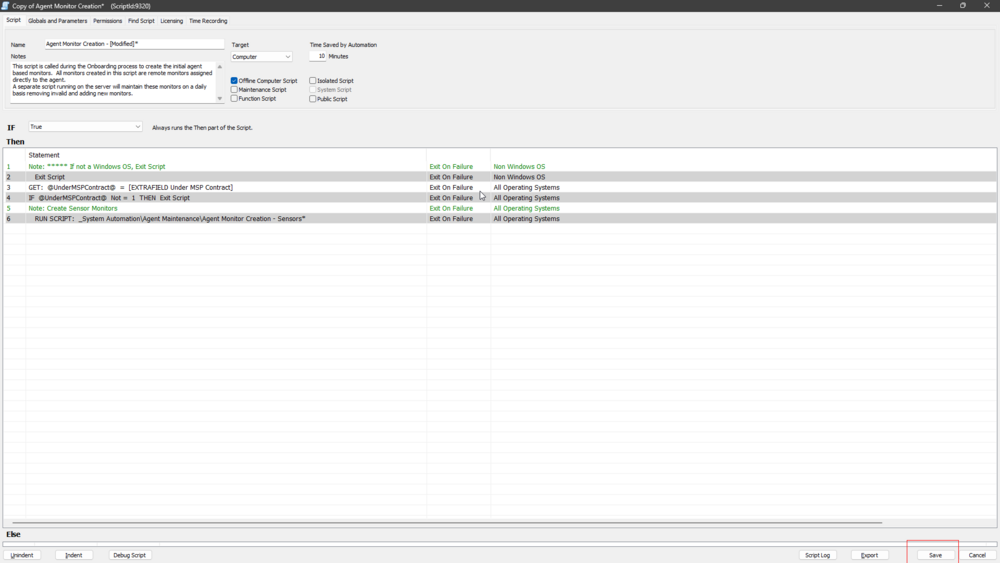 Copy of Agent Monitor Creation* (ScriptId:9320)
Script Globals and Parameters Permissions Find Script Licensing Time Recording
Name Agent Monitor Creation - [Modified]* Target Time Saved by Automation
Notes Computer 10 Minutes
This script is called during the Onboarding process to create the initial agent
based monitors. All monitors created in this script are remote monitors assigned
directly to the agent.
A separate script running on the server will maintain these monitors on a daily
basis removing invalid and adding new monitors.
Offline Computer Script Isolated Script
Maintenance Script System Script
Function Script Public Script
IF True Always runs the Then part of the Script.
Then
Statement
1 Note: ***** If not a Windows OS, Exit Script Exit On Failure Non Windows OS
2 Exit Script Exit On Failure Non Windows OS
3 GET: @UnderMSPContract@ = [EXTRAFIELD Under MSP Contract] Exit On Failure All Operating Systems
4 IF @UnderMSPContract@ Not = 1 THEN Exit Script Exit On Failure All Operating Systems
5 Note: Create Sensor Monitors Exit On Failure All Operating Systems
6 RUN SCRIPT: _System Automation\Agent Maintenance\Agent Monitor Creation - Sensors* Exit On Failure All Operating Systems
Else
Unindent Indent Debug Script Script Log Export Save Cancel